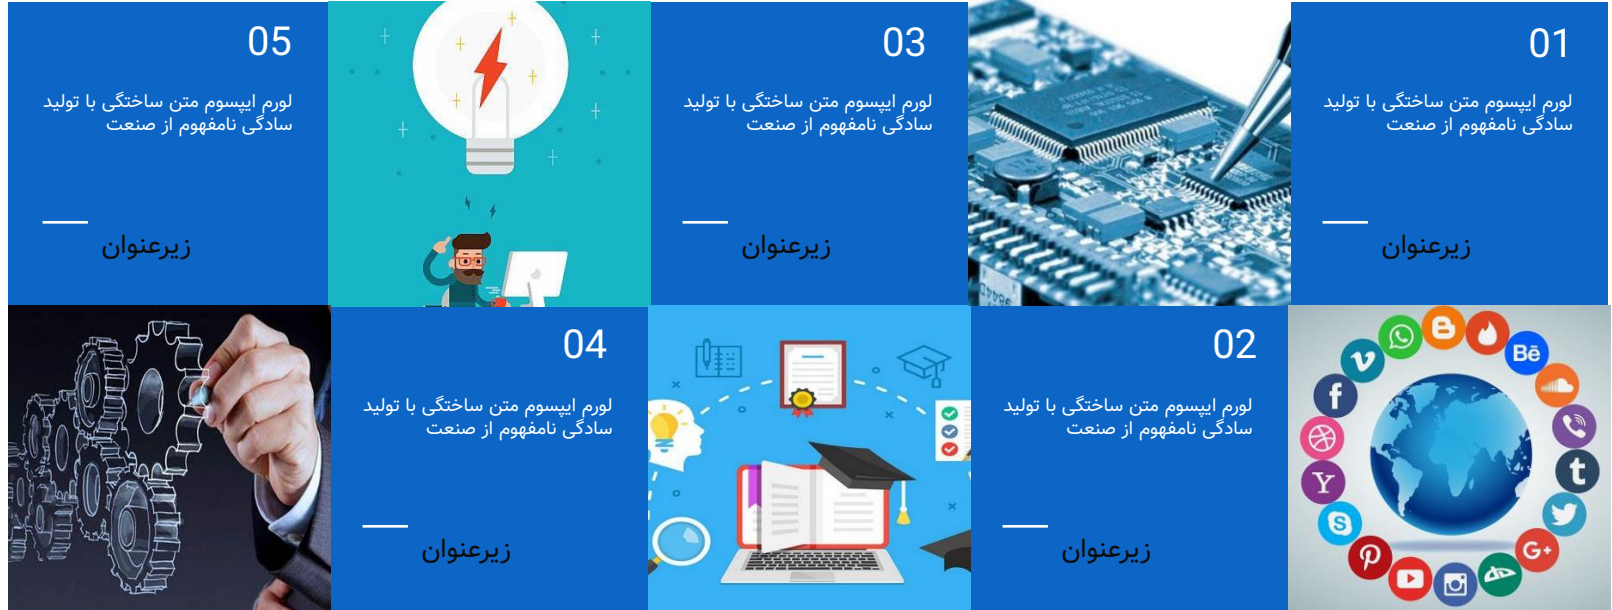 01
لورم ایپسوم متن ساختگی با تولید
سادگی نامفهوم از صنعت
زیرعنوان
02
لورم ایپسوم متن ساختگی با تولید
سادگی نامفهوم از صنعت
زیرعنوان
03
لورم ایپسوم متن ساختگی با تولید
سادگی نامفهوم از صنعت
زیرعنوان
04
لورم ایپسوم متن ساختگی با تولید
سادگی نامفهوم از صنعت
زیرعنوان
05
لورم ایپسوم متن ساختگی با تولید
سادگی نامفهوم از صنعت
زیرعنوان
Bē
G+